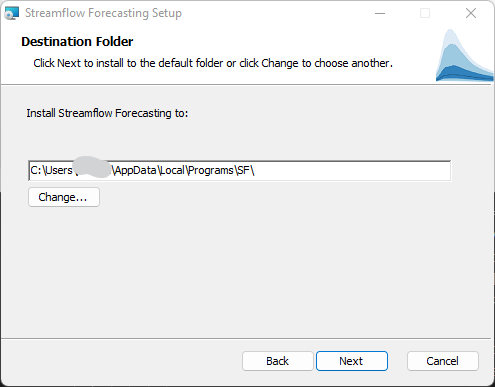 Streamflow Forecasting Setup
Destination Folder
Click Next to install to the default folder or click Change to choose another.
Install Streamflow Forecasting to:
C:\Users\ \AppData\Local\Programs\SF\
Change...
Back Next Cancel